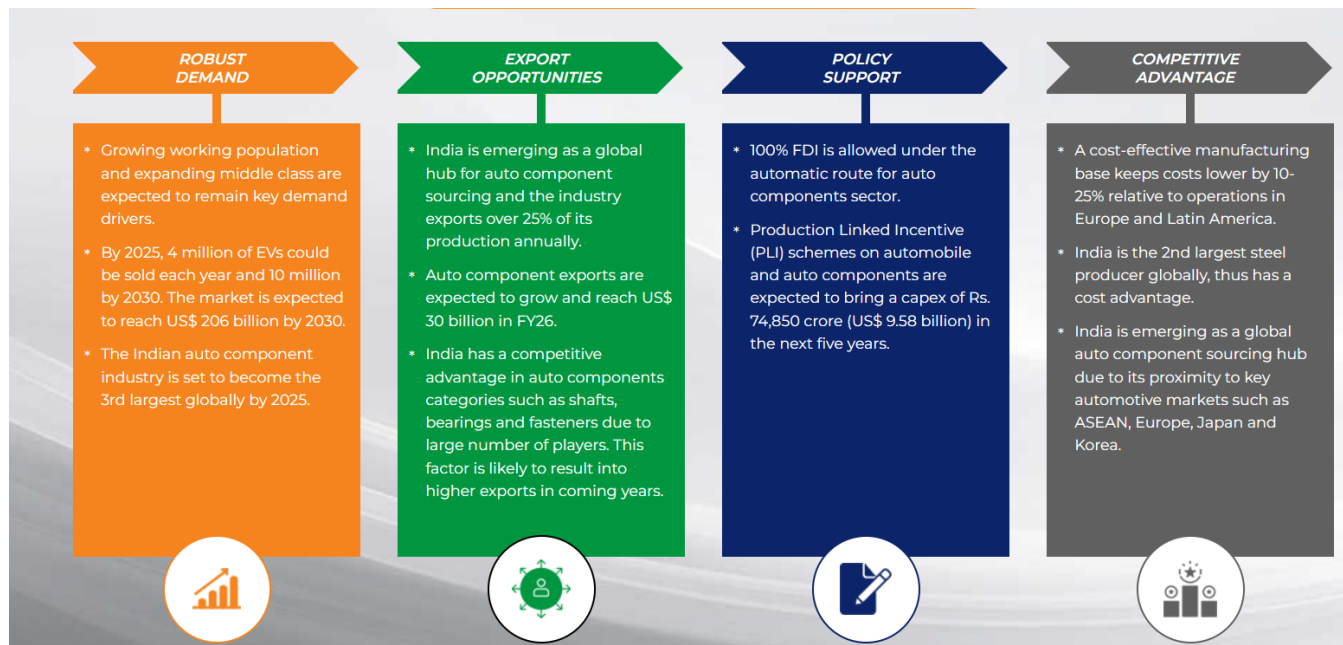 ROBUST
DEMAND
* Growing working population
and expanding middle class are
expected to remain key demand
drivers.
* By 2025, 4 million of EVs could
be sold each year and 10 million
by 2030. The market is expected
to reach US$ 206 billion by 2030.
* The Indian auto component
industry is set to become the
3rd largest globally by 2025.
EXPORT
OPPORTUNITIES
* India is emerging as a global
hub for auto component
sourcing and the industry
exports over 25% of its
production annually.
* Auto component exports are
expected to grow and reach US$
30 billion in FY26.
* India has a competitive
advantage in auto components
categories such as shafts,
bearings and fasteners due to
large number of players. This
factor is likely to result into
higher exports in coming years.
POLICY
SUPPORT
* 100% FDI is allowed under the
automatic route for auto
components sector.
* Production Linked Incentive
(PLI) schemes on automobile
and auto components are
expected to bring a capex of Rs.
74,850 crore (US$ 9.58 billion) in
the next five years.
COMPETITIVE
ADVANTAGE
* A cost-effective manufacturing
base keeps costs lower by 10-
25% relative to operations in
Europe and Latin America.
* India is the 2nd largest steel
producer globally, thus has a
cost advantage.
* India is emerging as a global
auto component sourcing hub
due to its proximity to key
automotive markets such as
ASEAN, Europe, Japan and
Korea.